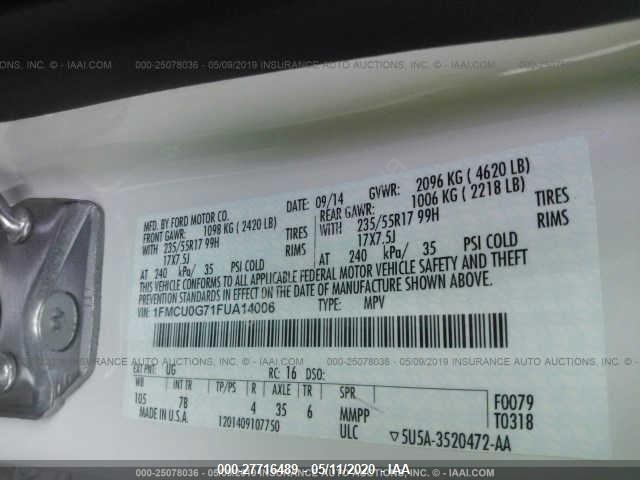 000-25078036 - 05/09/2019 INSURANCE AUTO AUCTIONS, INC. - IAAI
MFD. BY FORD MOTOR CO.
DATE: 09/14 GVWR: 2096 KG ( 4620 LB)
FRONT GAWR: 1098 KG ( 2420 LB) REAR GAWR: 1006 KG ( 2218 LB)
WITH 235/55R17 99H TIRES WITH 235/55R17 99H TIRES
17X7.5J RIMS 17X7.5J RIMS
AT 240 kPa/ 35 PSI COLD AT 240 kPa/ 35 PSI COLD
THIS VEHICLE CONFORMS TO ALL APPLICABLE FEDERAL MOTOR VEHICLE SAFETY AND THEFT
PREVENTION STANDARDS IN EFFECT ON THE DATE OF MANUFACTURE SHOWN ABOVE.
VIN: 1FMCU0G71FUA14006 TYPE: MPV
EXT PNT: UG RC: 16 DSO: F0079
WB INT TR TP/PS R AXLE TR SPR T0318
105 7B 4 35 6 MMPP
MADE IN U.S.A. 1201409107750 ULC 5U5A-3520472-AA
000-27716489 - 05/11/2020 - IAAI